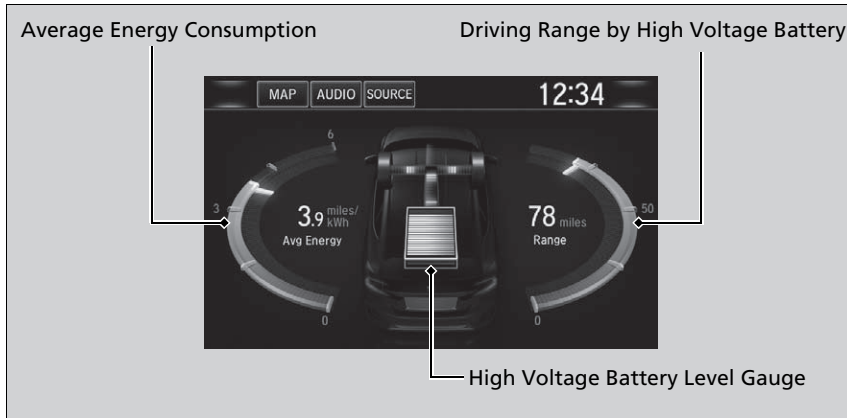 Average Energy Consumption
Driving Range by High Voltage Battery
MAP AUDIO SOURCE 12:34
6
3
50
3.9 miles/kWh
Avg Energy
78 miles
Range
0
0
High Voltage Battery Level Gauge